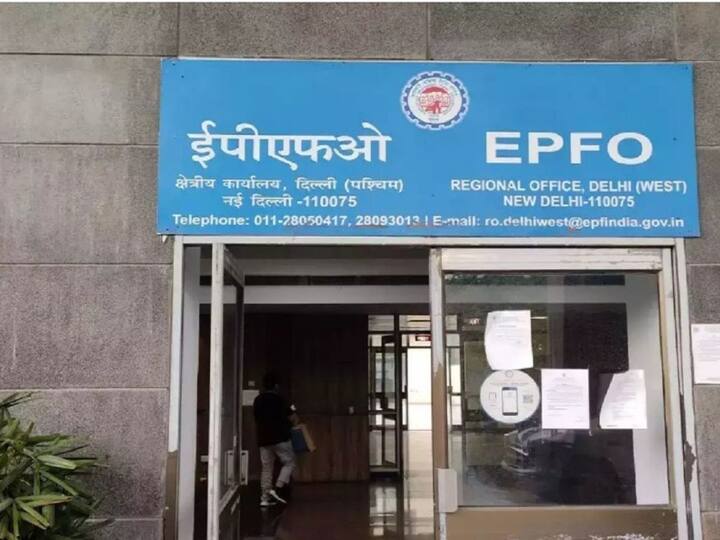 ईपीएफओ
क्षेत्रीय कार्यालय, दिल्ली (पश्चिम)
नई दिल्ली -110075
EPFO
REGIONAL OFFICE, DELHI (WEST)
NEW DELHI-110075
Telephone: 011-28050417, 28093013 | E-mail: ro.delhiwest@epfindia.gov.in